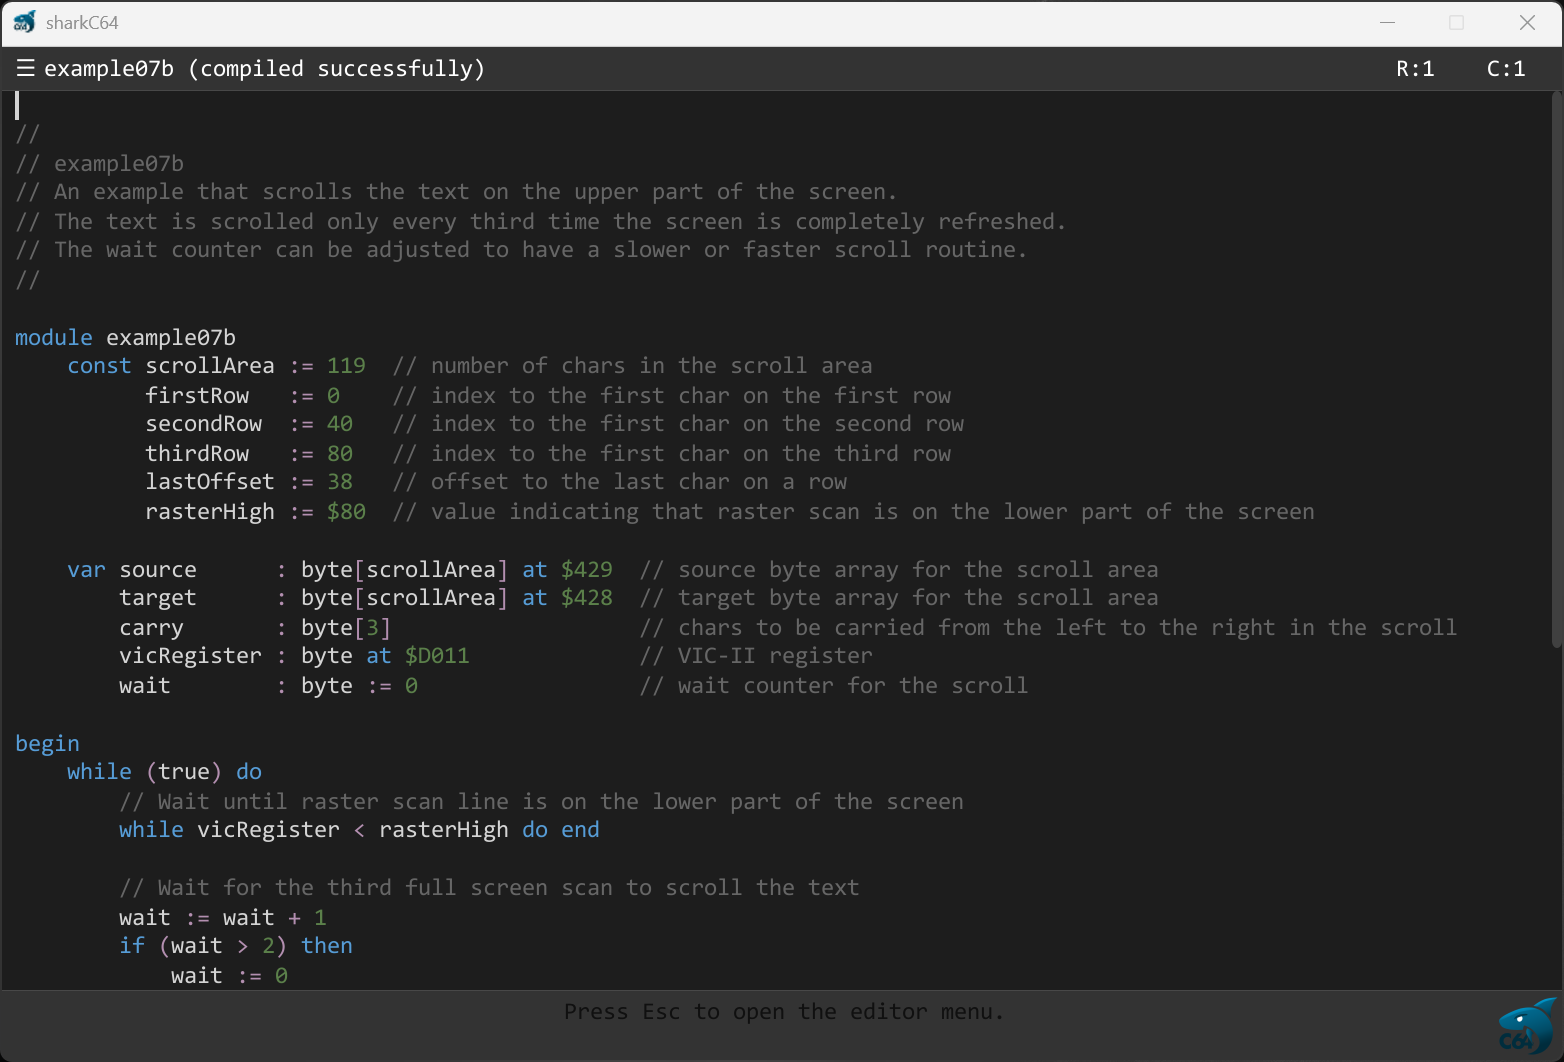 sharkC64
☰ example07b (compiled successfully) R:1 C:1
//
// example07b
// An example that scrolls the text on the upper part of the screen.
// The text is scrolled only every third time the screen is completely refreshed.
// The wait counter can be adjusted to have a slower or faster scroll routine.
//
module example07b
    const scrollArea := 119  // number of chars in the scroll area
          firstRow   := 0    // index to the first char on the first row
          secondRow  := 40   // index to the first char on the second row
          thirdRow   := 80   // index to the first char on the third row
          lastOffset := 38   // offset to the last char on a row
          rasterHigh := $80  // value indicating that raster scan is on the lower part of the screen
    var source      : byte[scrollArea] at $429  // source byte array for the scroll area
        target      : byte[scrollArea] at $428  // target byte array for the scroll area
        carry       : byte[3]                   // chars to be carried from the left to the right in the scroll
        vicRegister : byte at $D011             // VIC-II register
        wait        : byte := 0                 // wait counter for the scroll
begin
    while (true) do
        // Wait until raster scan line is on the lower part of the screen
        while vicRegister < rasterHigh do end
        // Wait for the third full screen scan to scroll the text
        wait := wait + 1
        if (wait > 2) then
            wait := 0
Press Esc to open the editor menu.
C64